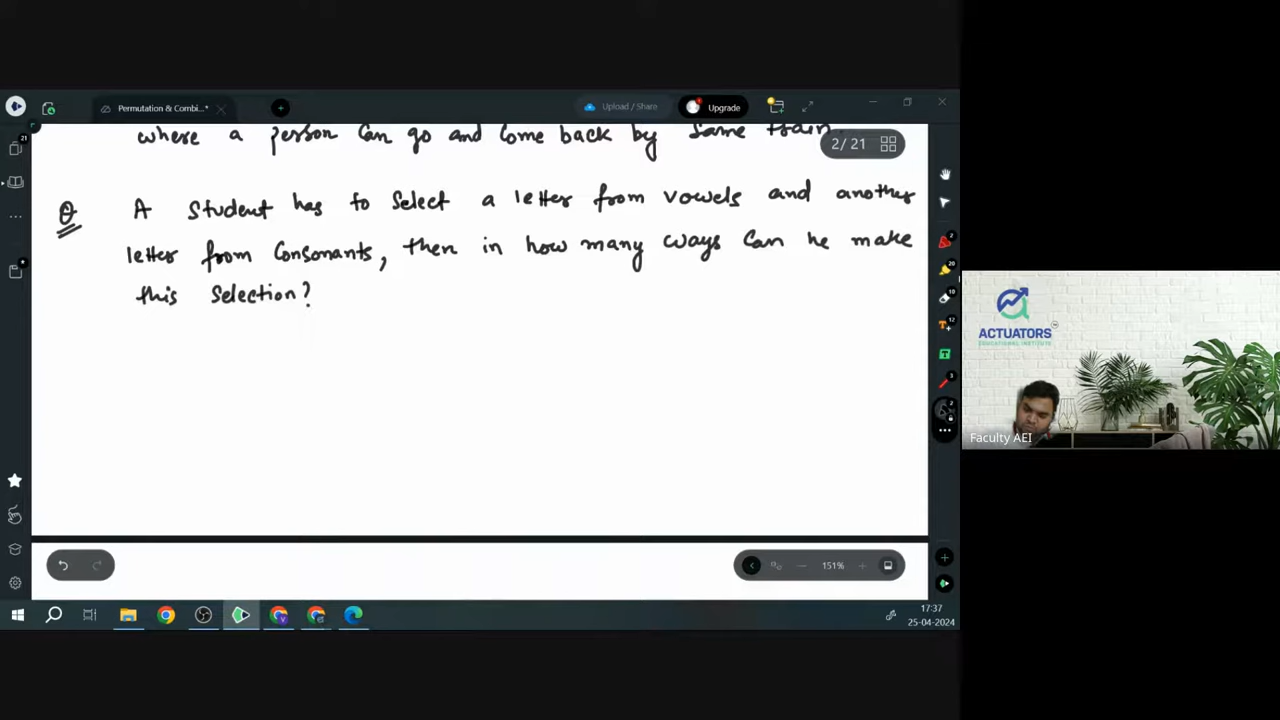 Permutation & Combi...*
Upload / Share
Upgrade
where a person can go and come back by same train.
2/ 21
Q A student has to select a letter from vowels and another
letter from consonants, then in how many ways can he make
this selection?
ACTUATORS
EDUCATIONAL INSTITUTE
Faculty AEI
151%
17:37
25-04-2024